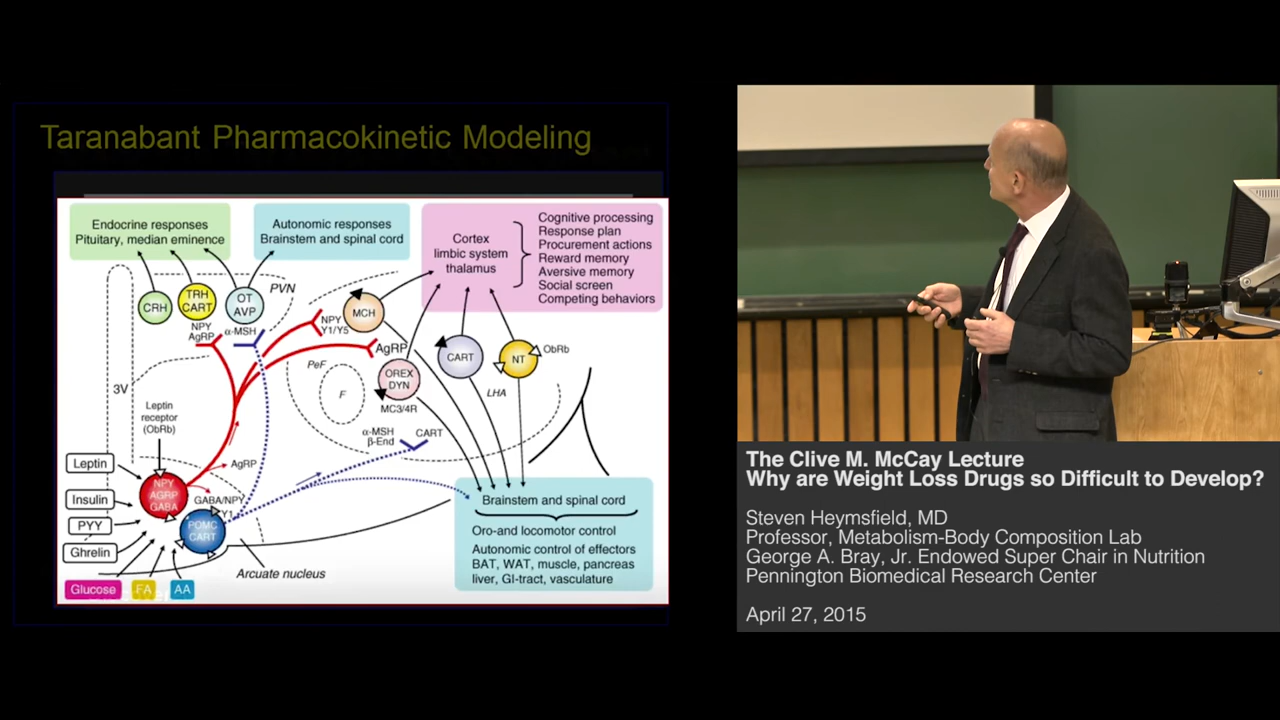 Taranabant Pharmacokinetic Modeling
Endocrine responses
Pituitary, median eminence
Autonomic responses
Brainstem and spinal cord
Cortex
limbic system
thalamus
Cognitive processing
Response plan
Procurement actions
Reward memory
Aversive memory
Social screen
Competing behaviors
PVN
CRH
TRH
CART
OT
AVP
NPY
AgRP
α-MSH
NPY
Y1/Y5
MCH
AgRP
PeF
F
OREX
DYN
MC3/4R
CART
NT
ObRb
LHA
3V
Leptin
receptor
(ObRb)
α-MSH
β-End
CART
Leptin
Insulin
PYY
Ghrelin
NPY
AGRP
GABA
AgRP
GABA/NPY
Y1
POMC
CART
Arcuate nucleus
Glucose
FA
AA
Brainstem and spinal cord
Oro-and locomotor control
Autonomic control of effectors
BAT, WAT, muscle, pancreas
liver, GI-tract, vasculature
The Clive M. McCay Lecture
Why are Weight Loss Drugs so Difficult to Develop?
Steven Heymsfield, MD
Professor, Metabolism-Body Composition Lab
George A. Bray, Jr. Endowed Super Chair in Nutrition
Pennington Biomedical Research Center
April 27, 2015